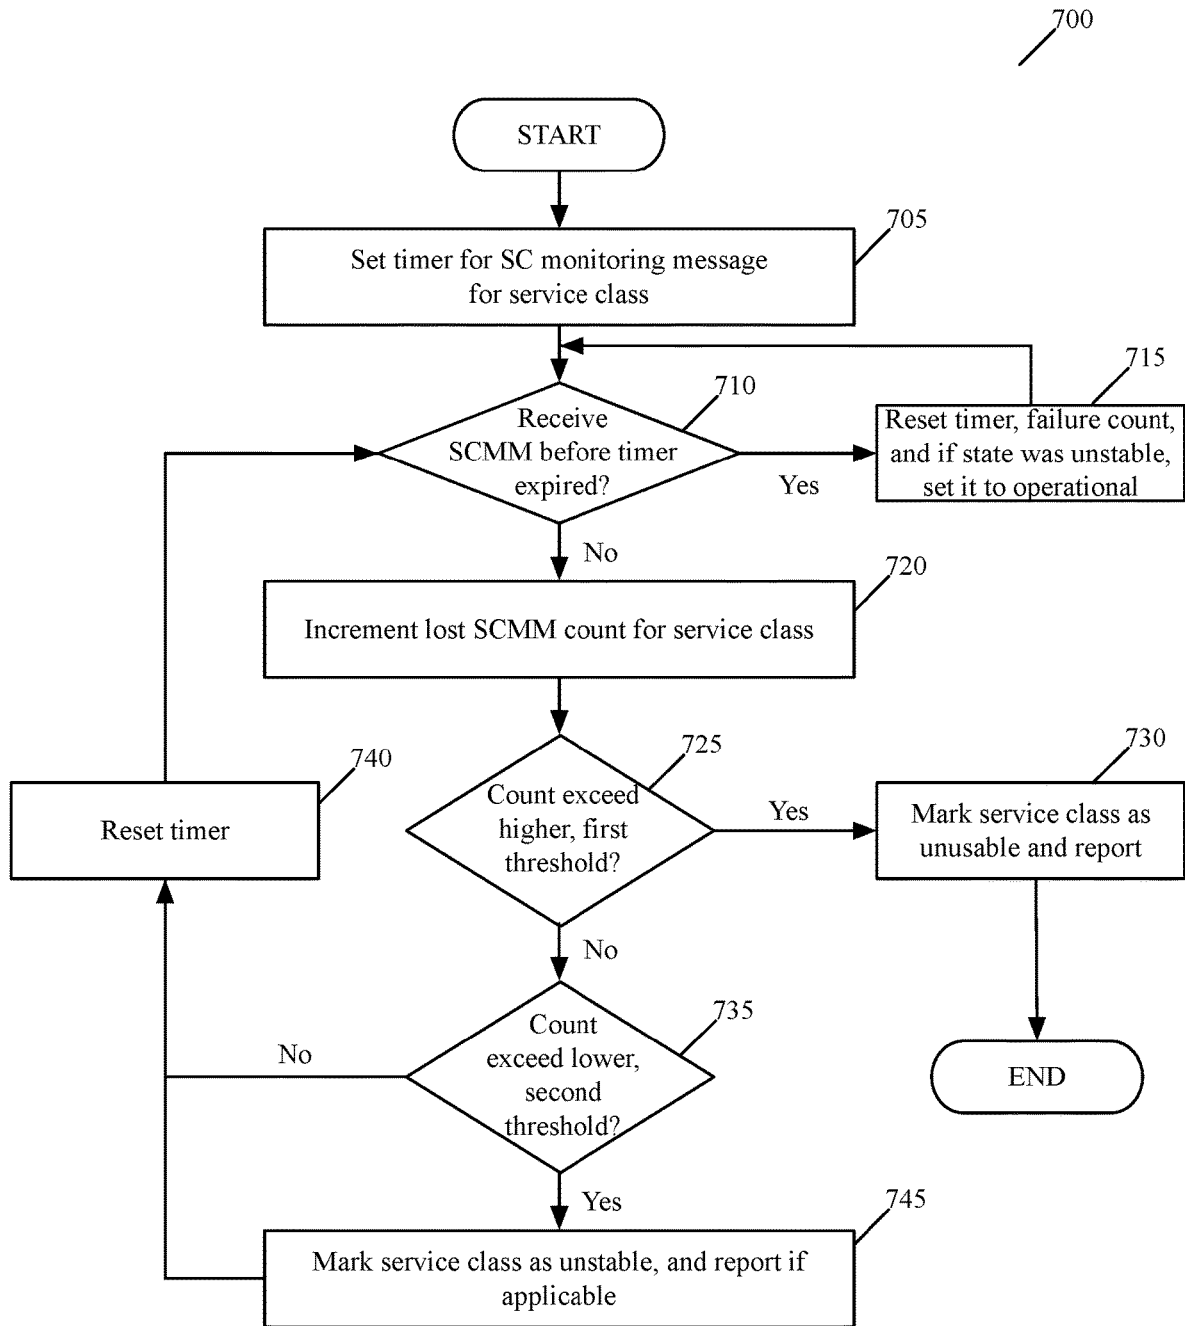 700
START
705
Set timer for SC monitoring message
for service class
710
Receive
SCMM before timer
expired?
Yes
715
Reset timer, failure count,
and if state was unstable,
set it to operational
No
720
Increment lost SCMM count for service class
725
Count exceed
higher, first
threshold?
Yes
730
Mark service class as
unusable and report
740
Reset timer
No
735
Count
exceed lower,
second
threshold?
No
END
Yes
745
Mark service class as unstable, and report if
applicable